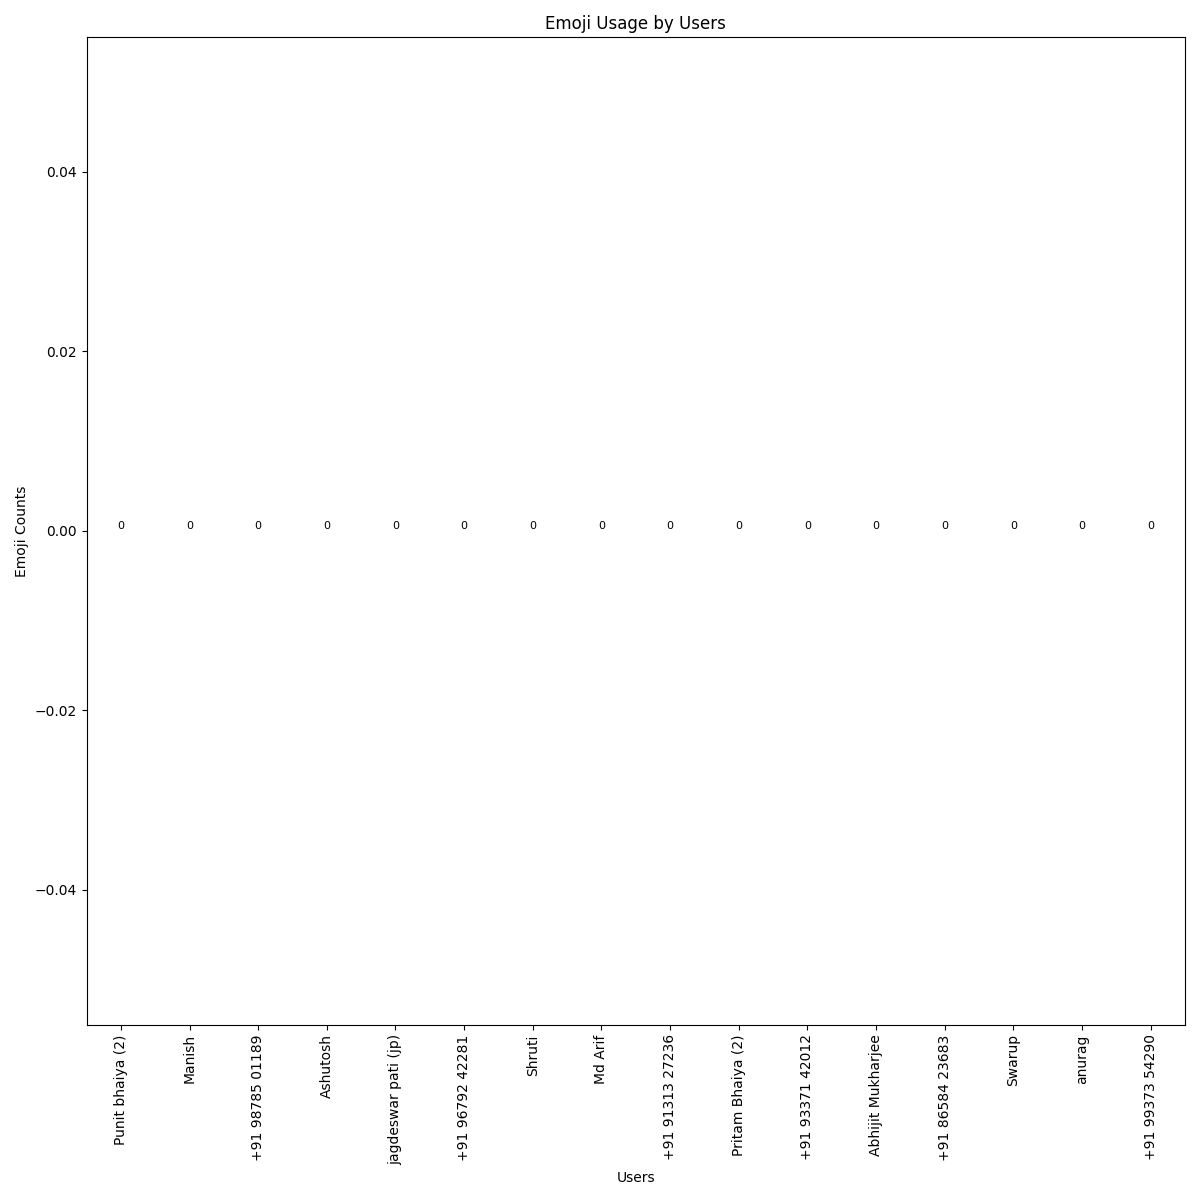 Emoji Usage by Users
Emoji Counts
0.04
0.02
0.00
−0.02
−0.04
0 0 0 0 0 0 0 0 0 0 0 0 0 0 0 0
Punit bhaiya (2)
Manish
+91 98785 01189
Ashutosh
jagdeswar pati (jp)
+91 96792 42281
Shruti
Md Arif
+91 91313 27236
Pritam Bhaiya (2)
+91 93371 42012
Abhijit Mukharjee
+91 86584 23683
Swarup
anurag
+91 99373 54290
Users